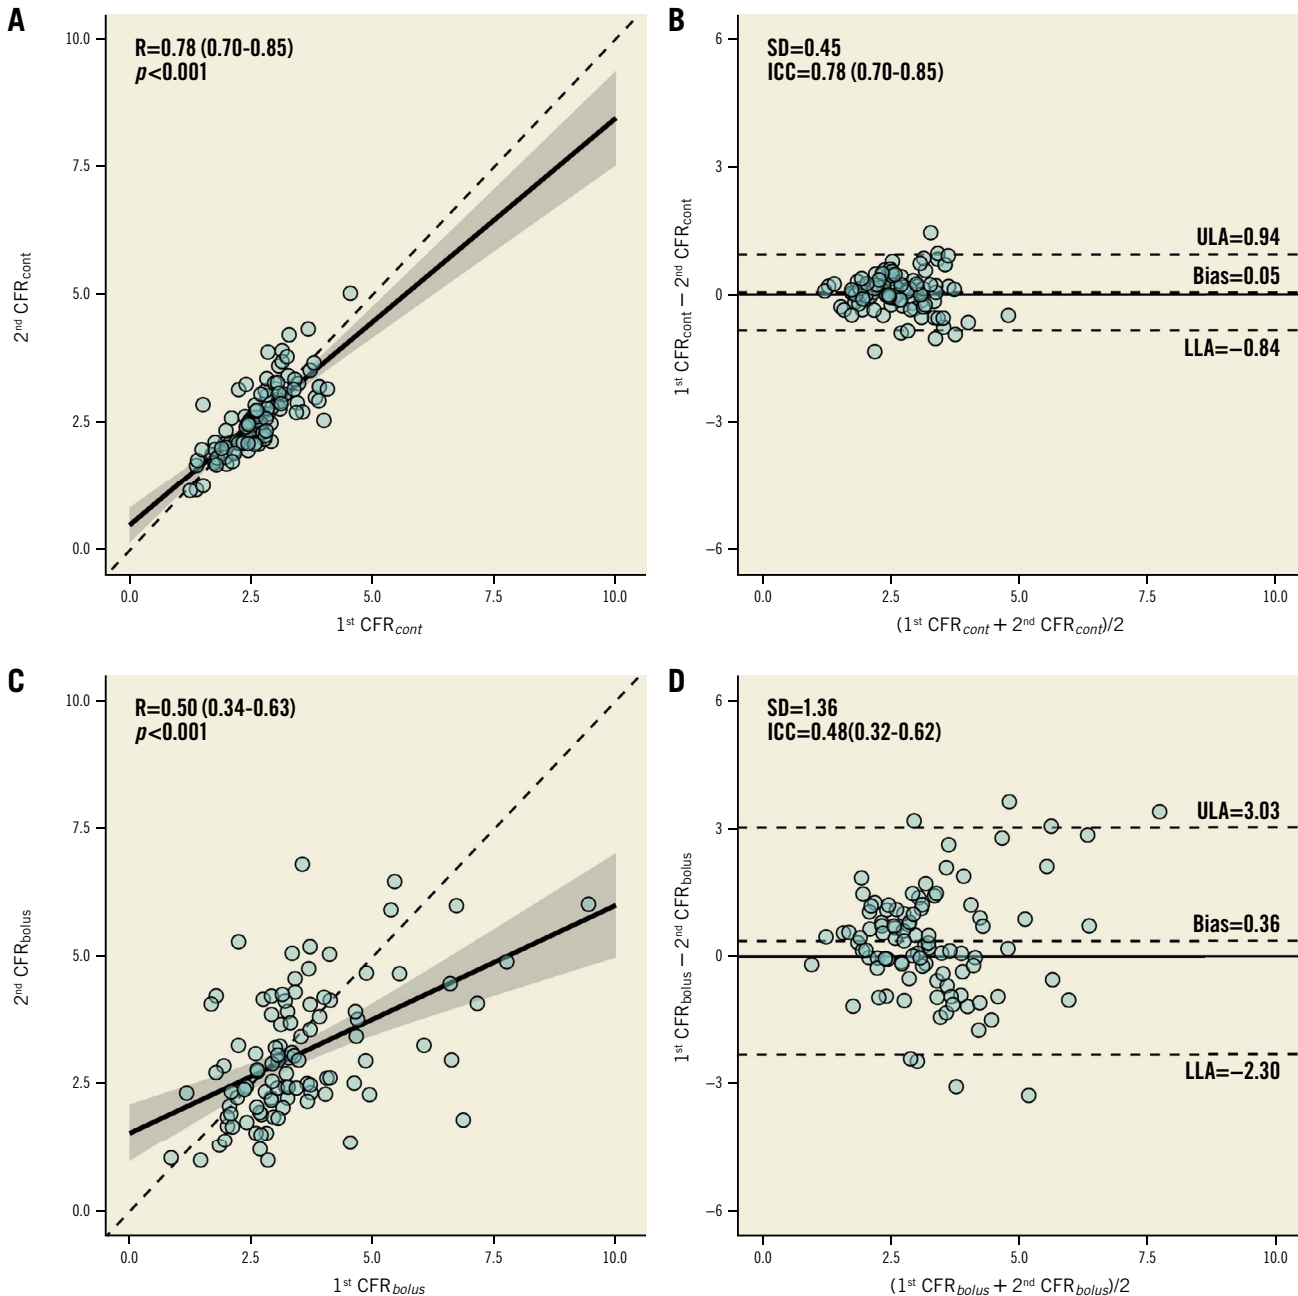 A
R=0.78 (0.70-0.85)
p<0.001
10.0
7.5
5.0
2.5
0.0
2nd CFRcont
0.0 2.5 5.0 7.5 10.0
1st CFRcont
B
SD=0.45
ICC=0.78 (0.70-0.85)
6
3
0
−3
−6
1st CFRcont − 2nd CFRcont
ULA=0.94
Bias=0.05
LLA=−0.84
0.0 2.5 5.0 7.5 10.0
(1st CFRcont + 2nd CFRcont)/2
C
R=0.50 (0.34-0.63)
p<0.001
10.0
7.5
5.0
2.5
0.0
2nd CFRbolus
0.0 2.5 5.0 7.5 10.0
1st CFRbolus
D
SD=1.36
ICC=0.48(0.32-0.62)
6
3
0
−3
−6
1st CFRbolus − 2nd CFRbolus
ULA=3.03
Bias=0.36
LLA=−2.30
0.0 2.5 5.0 7.5 10.0
(1st CFRbolus + 2nd CFRbolus)/2